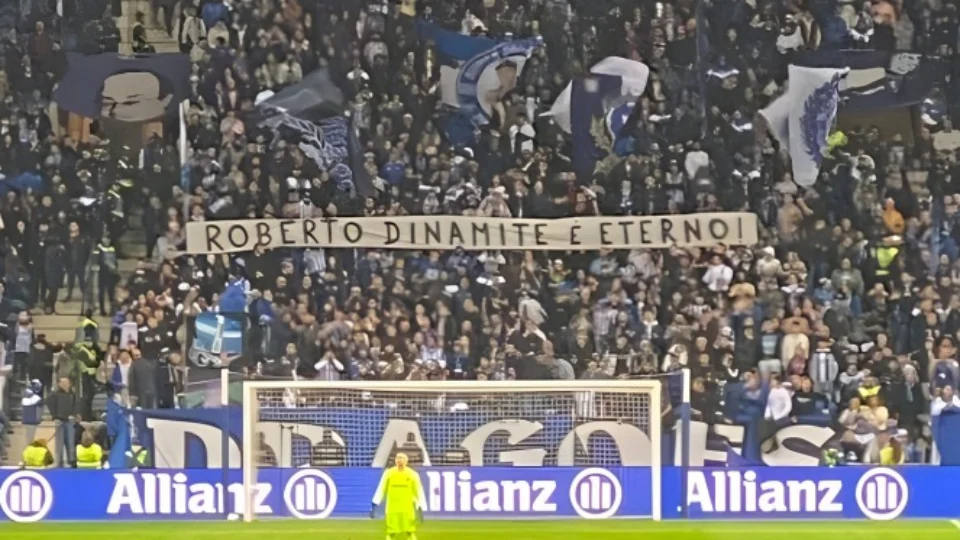 ROBERTO DINAMITE É ETERNO!
DRAGÕES
Allianz Allianz Allianz